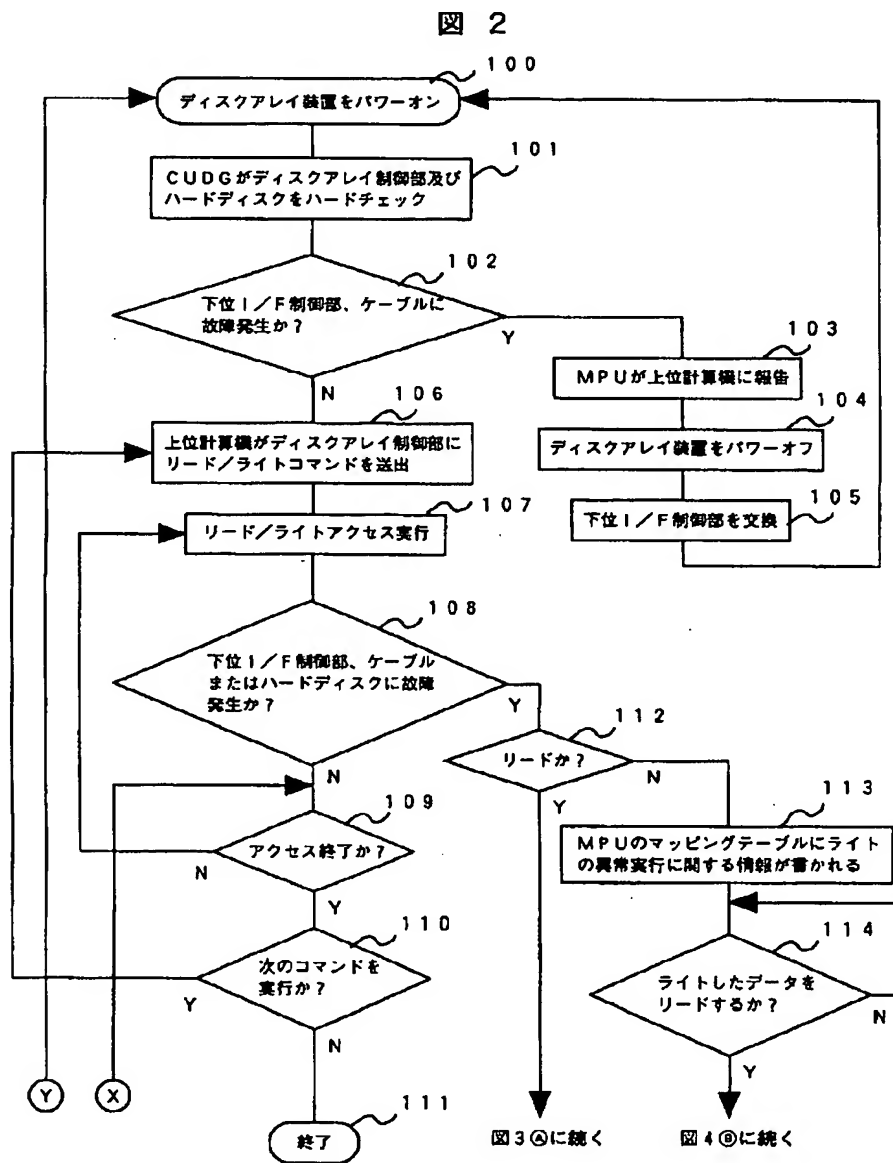 図 2
100
ディスクアレイ装置をパワーオン
101
CUDGがディスクアレイ制御部及び
ハードディスクをハードチェック
102
下位I/F制御部、ケーブルに
故障発生か?
Y
N
103
MPUが上位計算機に報告
104
ディスクアレイ装置をパワーオフ
105
下位I/F制御部を交換
106
上位計算機がディスクアレイ制御部に
リード/ライトコマンドを送出
107
リード/ライトアクセス実行
108
下位I/F制御部、ケーブル
またはハードディスクに故障
発生か?
Y
N
112
リードか?
N
Y
109
アクセス終了か?
N
Y
113
MPUのマッピングテーブルにライト
の異常実行に関する情報が書かれる
110
次のコマンドを
実行か?
Y
N
114
ライトしたデータを
リードするか?
N
Y
Y
X
111
終了
図3Ⓐに続く
図4Ⓑに続く